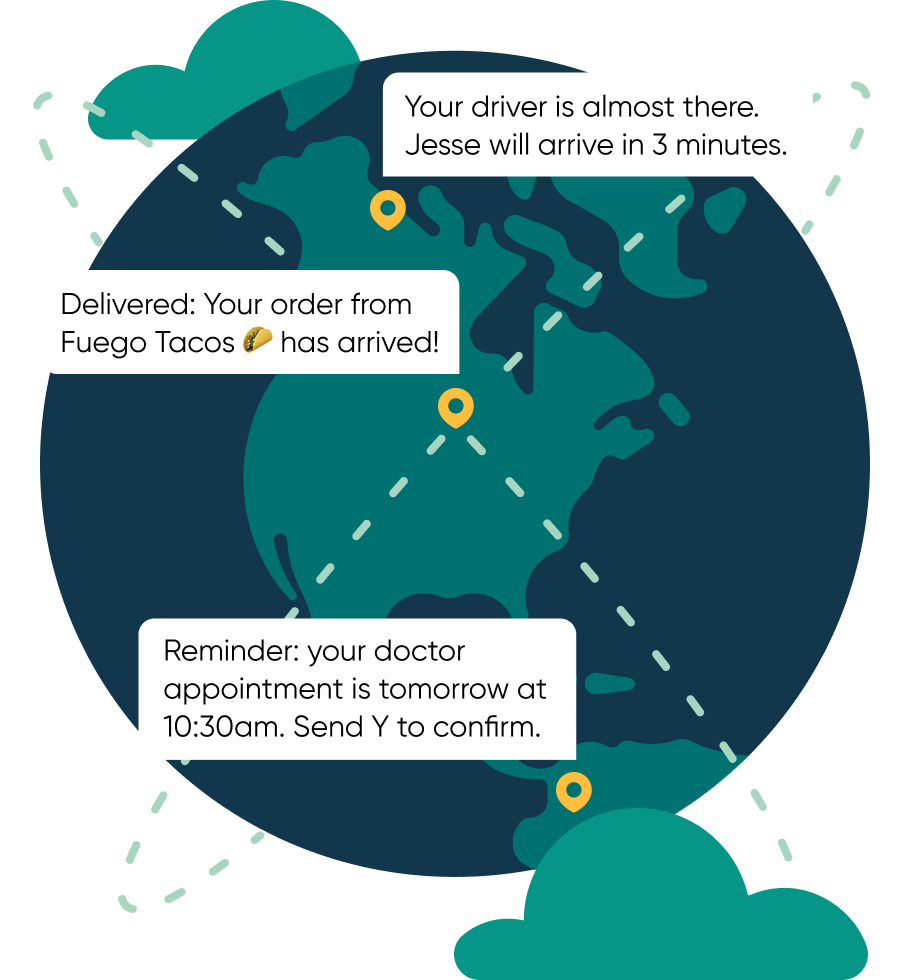 Your driver is almost there.
Jesse will arrive in 3 minutes.
Delivered: Your order from
Fuego Tacos 🌮 has arrived!
Reminder: your doctor
appointment is tomorrow at
10:30am. Send Y to confirm.